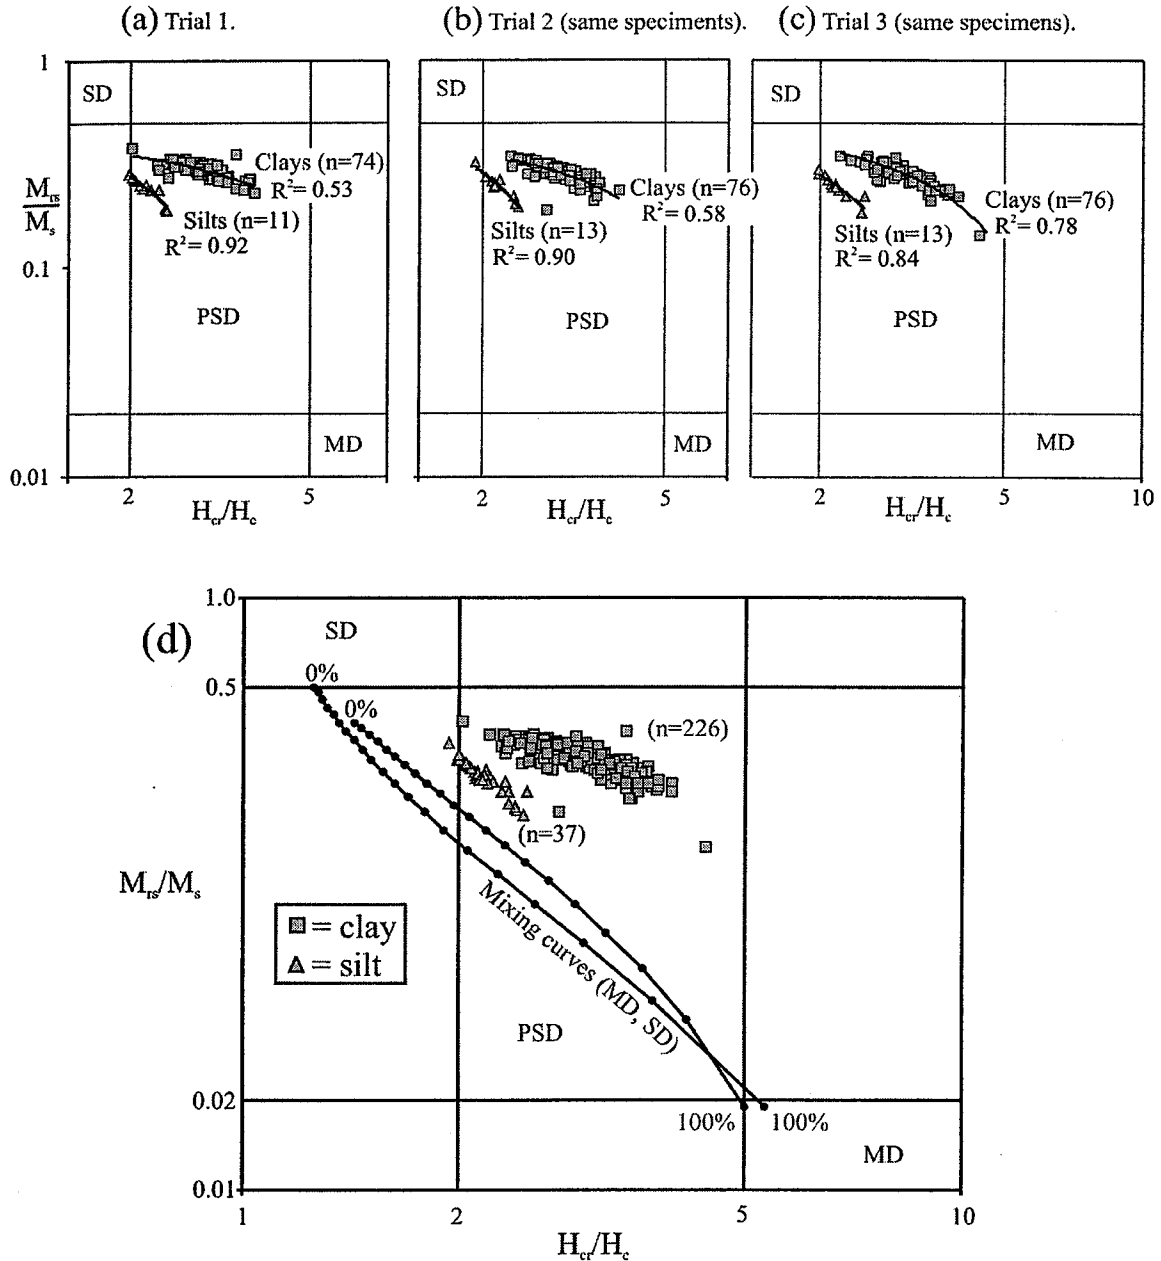 (a) Trial 1.
(b) Trial 2 (same speciments).
(c) Trial 3 (same specimens).
1
SD
SD
SD
Clays (n=74)
R²= 0.53
Clays (n=76)
R²= 0.58
Clays (n=76)
R²= 0.78
Mrs
Ms
Silts (n=11)
R²= 0.92
Silts (n=13)
R²= 0.90
Silts (n=13)
R²= 0.84
0.1
PSD
PSD
PSD
MD
MD
MD
0.01
2
5
2
5
2
5
10
Hcr/Hc
Hcr/Hc
Hcr/Hc
(d)
1.0
SD
0%
0.5
0%
(n=226)
(n=37)
Mrs/Ms
= clay
= silt
Mixing curves (MD, SD)
PSD
0.02
100%
100%
MD
0.01
1
2
5
10
Hcr/Hc